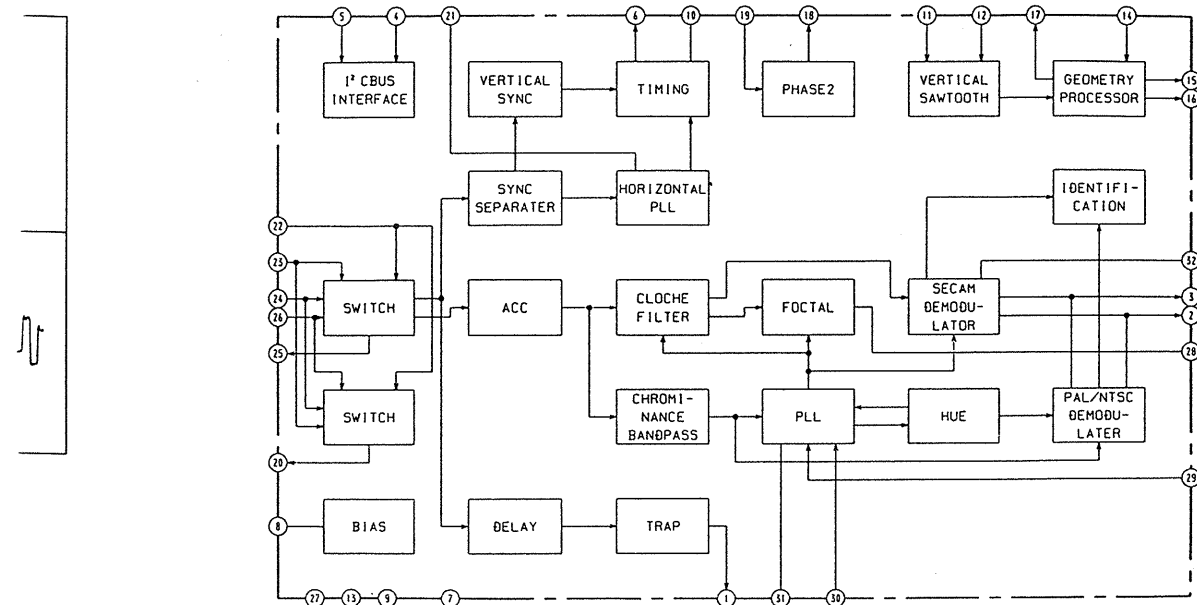 5 4 21 6 10 19 18 11 12 17 14
I² CBUS
INTERFACE
VERTICAL
SYNC
TIMING
PHASE2
VERTICAL
SAWTOOTH
GEOMETRY
PROCESSOR
15
16
SYNC
SEPARATER
HORIZONTAL
PLL
IDENTIFI-
CATION
22
23
24
26
25
SWITCH
ACC
CLOCHE
FILTER
FOCTAL
SECAM
DEMODU-
LATOR
32
3
2
28
SWITCH
CHROMI-
NANCE
BANDPASS
PLL
HUE
PAL/NTSC
DEMODU-
LATER
20
29
8
BIAS
DELAY
TRAP
27 13 9 7 1 31 30